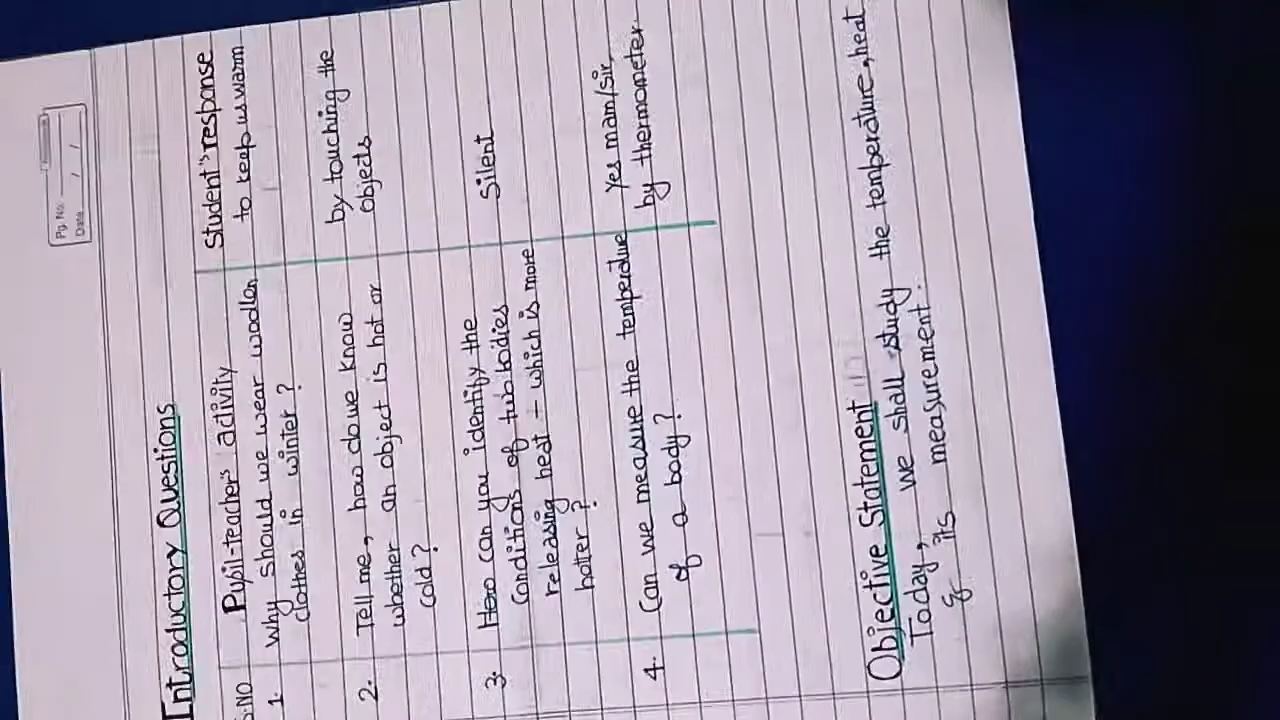 Pg. No.
Date / /
Introductory Questions
S.NO Pupil-teacher's activity Student's response
1. Why should we wear woollen to keep us warm
clothes in winter ?
2. Tell me, how do we know by touching the
whether an object is hot or objects
cold ?
3. How can you identify the Silent
Conditions of tub bodies
releasing heat - which is more
hotter ?
4. Can we measure the temperature Yes mam/sir,
of a body ? by thermometer.
Objective Statement :
Today, we shall study the temperature, heat
& its measurement.